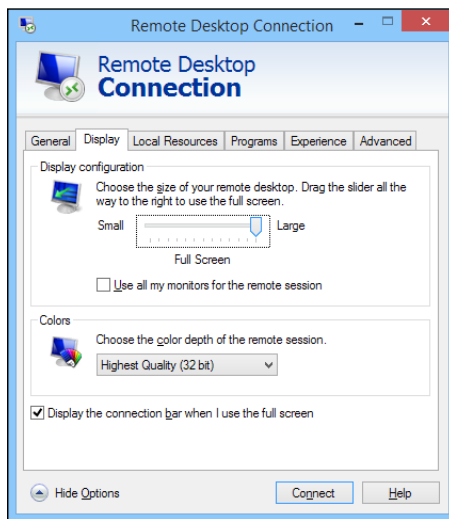 Remote Desktop Connection
Remote Desktop
Connection
General Display Local Resources Programs Experience Advanced
Display configuration
Choose the size of your remote desktop. Drag the slider all the
way to the right to use the full screen.
Small Large
Full Screen
Use all my monitors for the remote session
Colors
Choose the color depth of the remote session.
Highest Quality (32 bit)
Display the connection bar when I use the full screen
Hide Options Connect Help